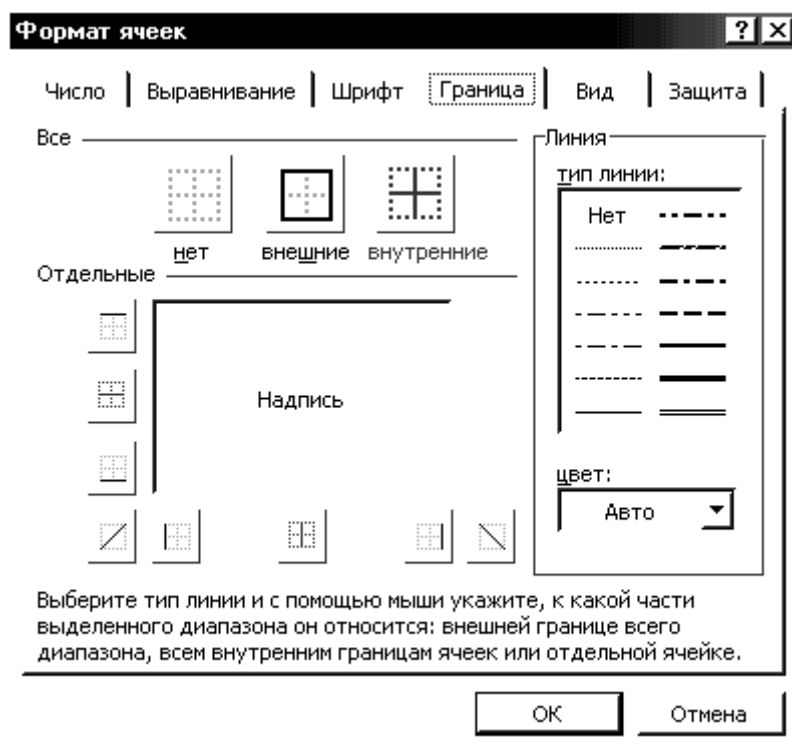 Формат ячеек
Число Выравнивание Шрифт Граница Вид Защита
Все
нет внешние внутренние
Отдельные
Надпись
Линия
тип линии:
Нет
цвет:
Авто
Выберите тип линии и с помощью мыши укажите, к какой части
выделенного диапазона он относится: внешней границе всего
диапазона, всем внутренним границам ячеек или отдельной ячейке.
ОК Отмена